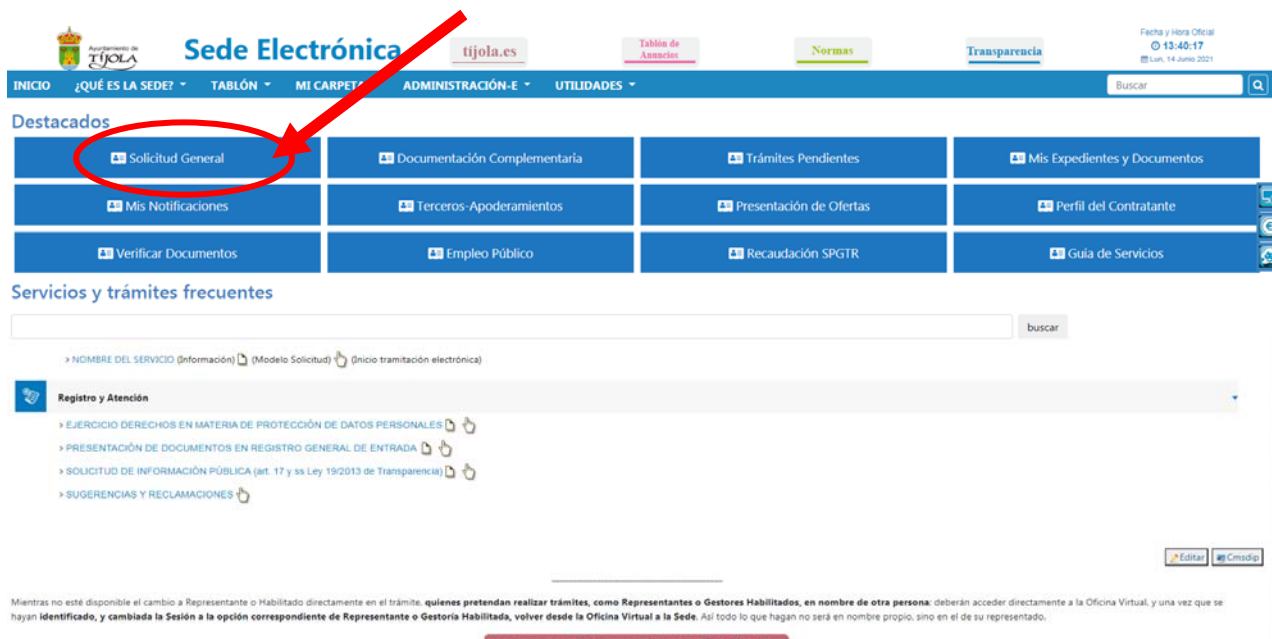 Ayuntamiento de
TÍJOLA
Sede Electrónica
tíjola.es
Tablón de
Anuncios
Normas
Transparencia
Fecha y Hora Oficial
13:40:17
Lun, 14 Junio 2021
INICIO ¿QUÉ ES LA SEDE? TABLÓN MI CARPETA ADMINISTRACIÓN-E UTILIDADES Buscar
Destacados
Solicitud General Documentación Complementaria Trámites Pendientes Mis Expedientes y Documentos
Mis Notificaciones Terceros-Apoderamientos Presentación de Ofertas Perfil del Contratante
Verificar Documentos Empleo Público Recaudación SPGTR Guia de Servicios
Servicios y trámites frecuentes
buscar
> NOMBRE DEL SERVICIO (Información) (Modelo Solicitud) (Inicio tramitación electrónica)
Registro y Atención
> EJERCICIO DERECHOS EN MATERIA DE PROTECCIÓN DE DATOS PERSONALES
> PRESENTACIÓN DE DOCUMENTOS EN REGISTRO GENERAL DE ENTRADA
> SOLICITUD DE INFORMACIÓN PÚBLICA (art. 17 y ss Ley 19/2013 de Transparencia)
> SUGERENCIAS Y RECLAMACIONES
Editar Cmsdip
Mientras no esté disponible el cambio a Representante o Habilitado directamente en el trámite, quienes pretendan realizar trámites, como Representantes o Gestores Habilitados, en nombre de otra persona: deberán acceder directamente a la Oficina Virtual, y una vez que se
hayan identificado, y cambiada la Sesión a la opción correspondiente de Representante o Gestoría Habilitada, volver desde la Oficina Virtual a la Sede. Así todo lo que hagan no será en nombre propio, sino en el de su representado.